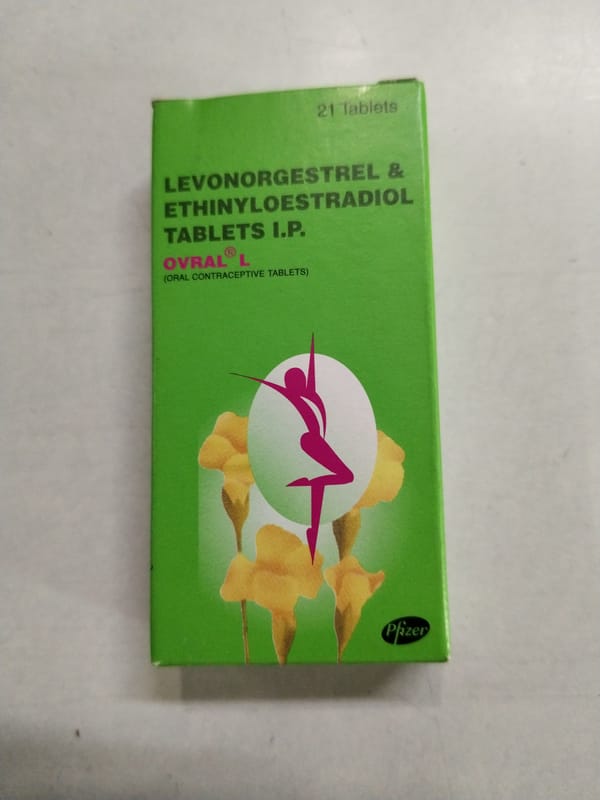 21 Tablets
LEVONORGESTREL &
ETHINYLOESTRADIOL
TABLETS I.P.
OVRAL® L
(ORAL CONTRACEPTIVE TABLETS)
Pfizer